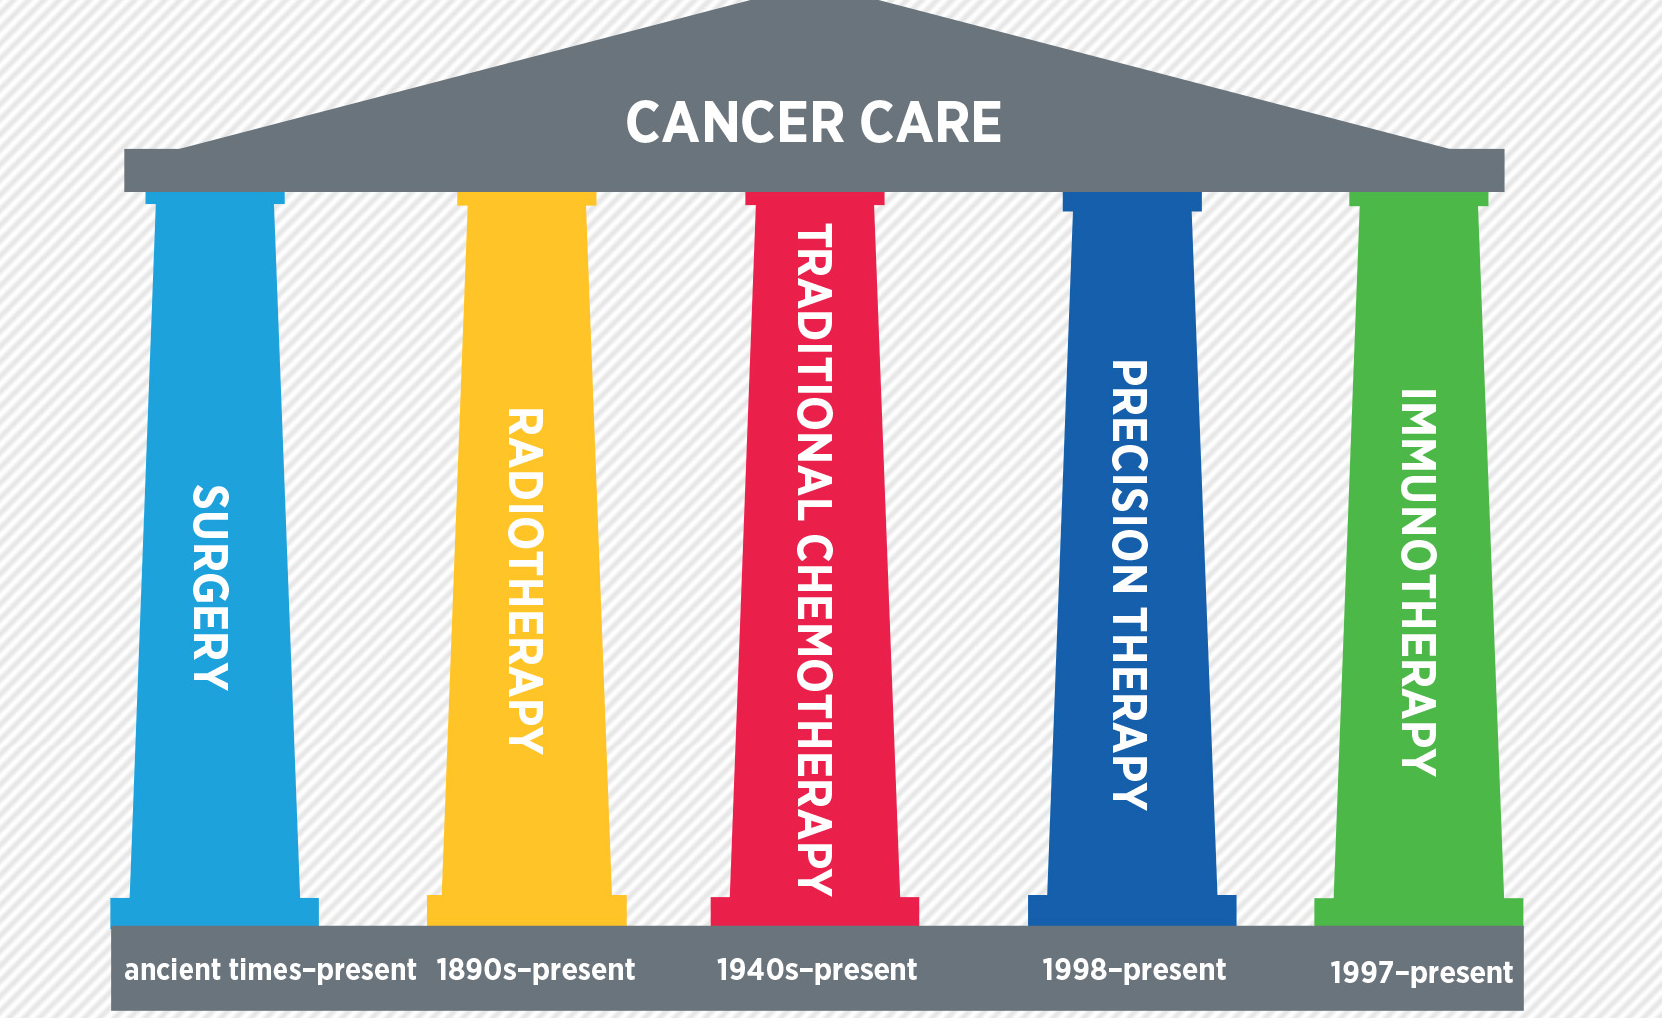 CANCER CARE
SURGERY
RADIOTHERAPY
TRADITIONAL CHEMOTHERAPY
PRECISION THERAPY
IMMUNOTHERAPY
ancient times–present
1890s–present
1940s–present
1998–present
1997–present